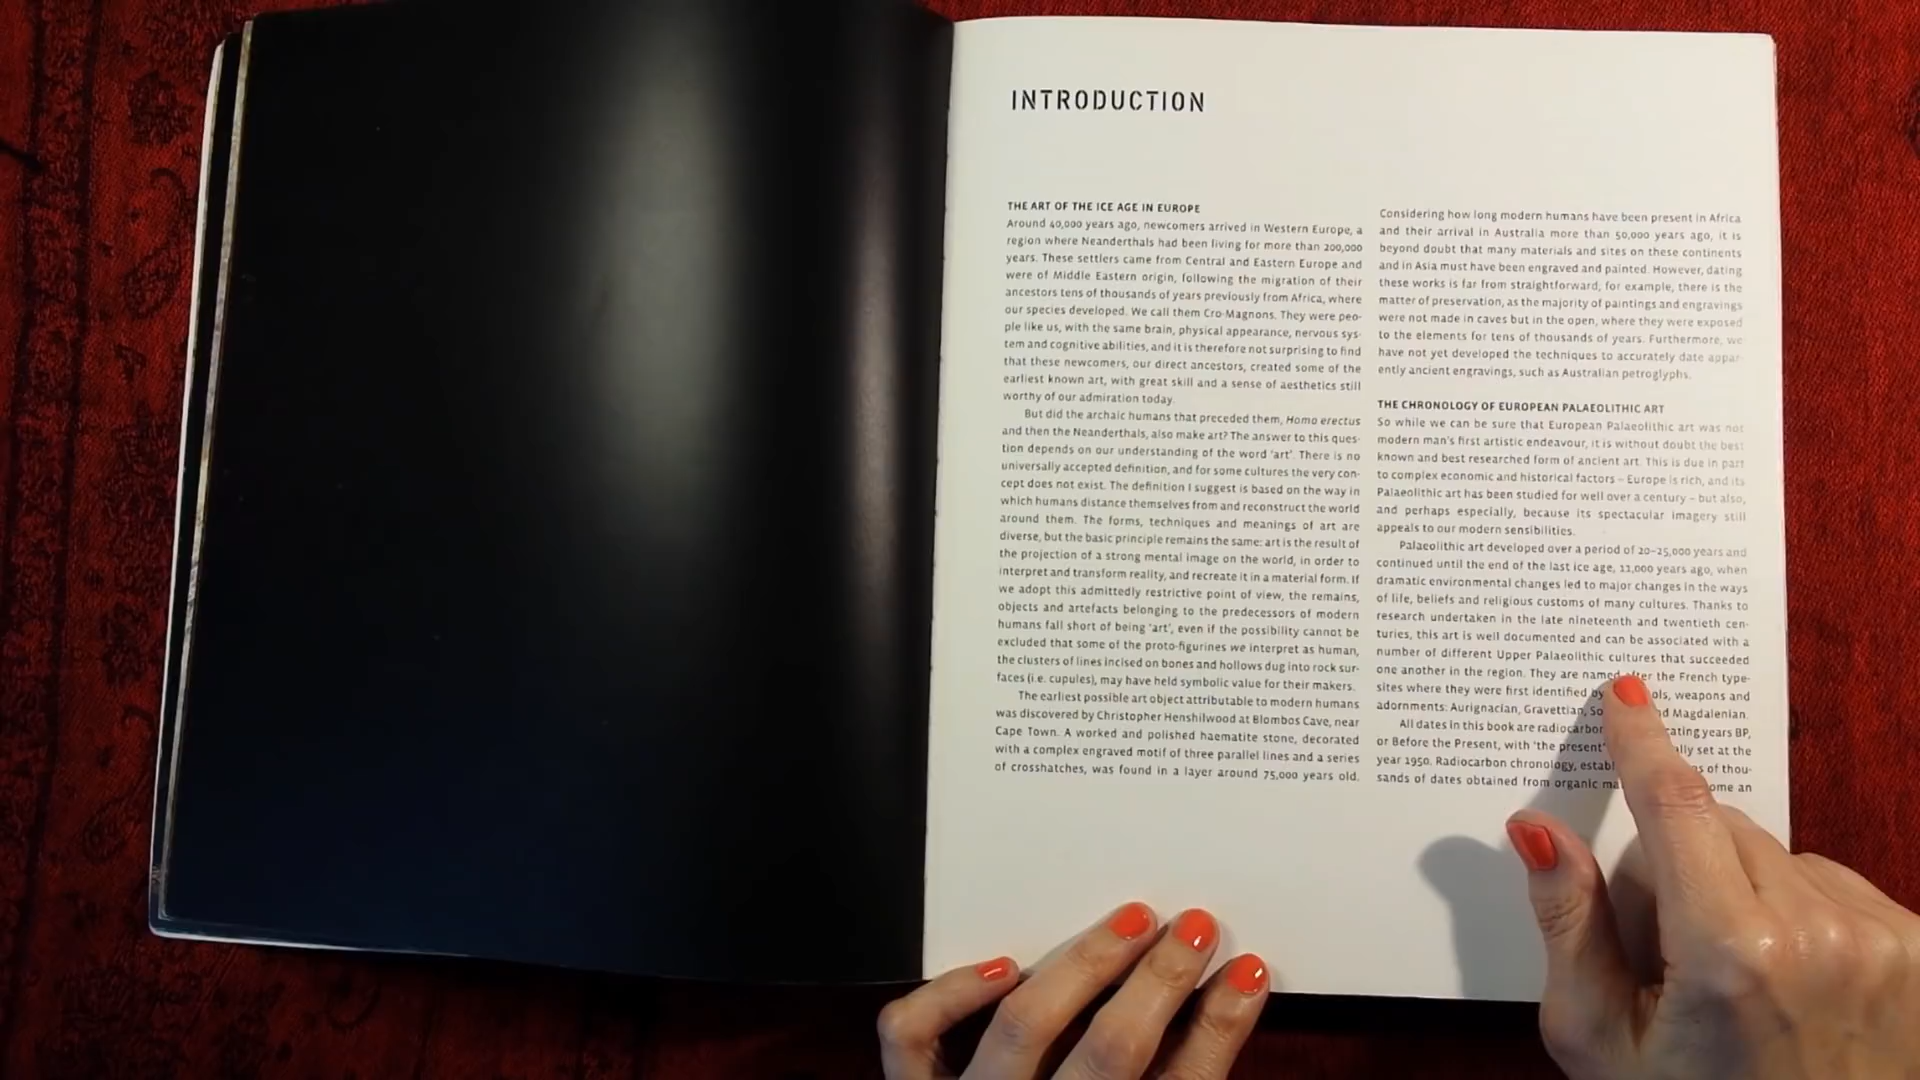 INTRODUCTION
THE ART OF THE ICE AGE IN EUROPE
Around 40,000 years ago, newcomers arrived in Western Europe, a
region where Neanderthals had been living for more than 200,000
years. These settlers came from Central and Eastern Europe and
were of Middle Eastern origin, following the migration of their
ancestors tens of thousands of years previously from Africa, where
our species developed. We call them Cro-Magnons. They were peo-
ple like us, with the same brain, physical appearance, nervous sys-
tem and cognitive abilities, and it is therefore not surprising to find
that these newcomers, our direct ancestors, created some of the
earliest known art, with great skill and a sense of aesthetics still
worthy of our admiration today.
But did the archaic humans that preceded them, Homo erectus
and then the Neanderthals, also make art? The answer to this ques-
tion depends on our understanding of the word 'art'. There is no
universally accepted definition, and for some cultures the very con-
cept does not exist. The definition I suggest is based on the way in
which humans distance themselves from and reconstruct the world
around them. The forms, techniques and meanings of art are
diverse, but the basic principle remains the same: art is the result of
the projection of a strong mental image on the world, in order to
interpret and transform reality, and recreate it in a material form. If
we adopt this admittedly restrictive point of view, the remains,
objects and artefacts belonging to the predecessors of modern
humans fall short of being 'art', even if the possibility cannot be
excluded that some of the proto-figurines we interpret as human,
the clusters of lines incised on bones and hollows dug into rock sur-
faces (i.e. cupules), may have held symbolic value for their makers.
The earliest possible art object attributable to modern humans
was discovered by Christopher Henshilwood at Blombos Cave, near
Cape Town. A worked and polished haematite stone, decorated
with a complex engraved motif of three parallel lines and a series
of crosshatches, was found in a layer around 75,000 years old.
Considering how long modern humans have been present in Africa
and their arrival in Australia more than 50,000 years ago, it is
beyond doubt that many materials and sites on these continents
and in Asia must have been engraved and painted. However, dating
these works is far from straightforward; for example, there is the
matter of preservation, as the majority of paintings and engravings
were not made in caves but in the open, where they were exposed
to the elements for tens of thousands of years. Furthermore, we
have not yet developed the techniques to accurately date appar-
ently ancient engravings, such as Australian petroglyphs.
THE CHRONOLOGY OF EUROPEAN PALAEOLITHIC ART
So while we can be sure that European Palaeolithic art was not
modern man's first artistic endeavour, it is without doubt the best
known and best researched form of ancient art. This is due in part
to complex economic and historical factors – Europe is rich, and its
Palaeolithic art has been studied for well over a century – but also,
and perhaps especially, because its spectacular imagery still
appeals to our modern sensibilities.
Palaeolithic art developed over a period of 20–25,000 years and
continued until the end of the last ice age, 11,000 years ago, when
dramatic environmental changes led to major changes in the ways
of life, beliefs and religious customs of many cultures. Thanks to
research undertaken in the late nineteenth and twentieth cen-
turies, this art is well documented and can be associated with a
number of different Upper Palaeolithic cultures that succeeded
one another in the region. They are named after the French type-
sites where they were first identified by ols, weapons and
adornments: Aurignacian, Gravettian, So d Magdalenian.
All dates in this book are radiocarbon cating years BP,
or Before the Present, with 'the present' ally set at the
year 1950. Radiocarbon chronology, estab s of thou-
sands of dates obtained from organic ma ome an